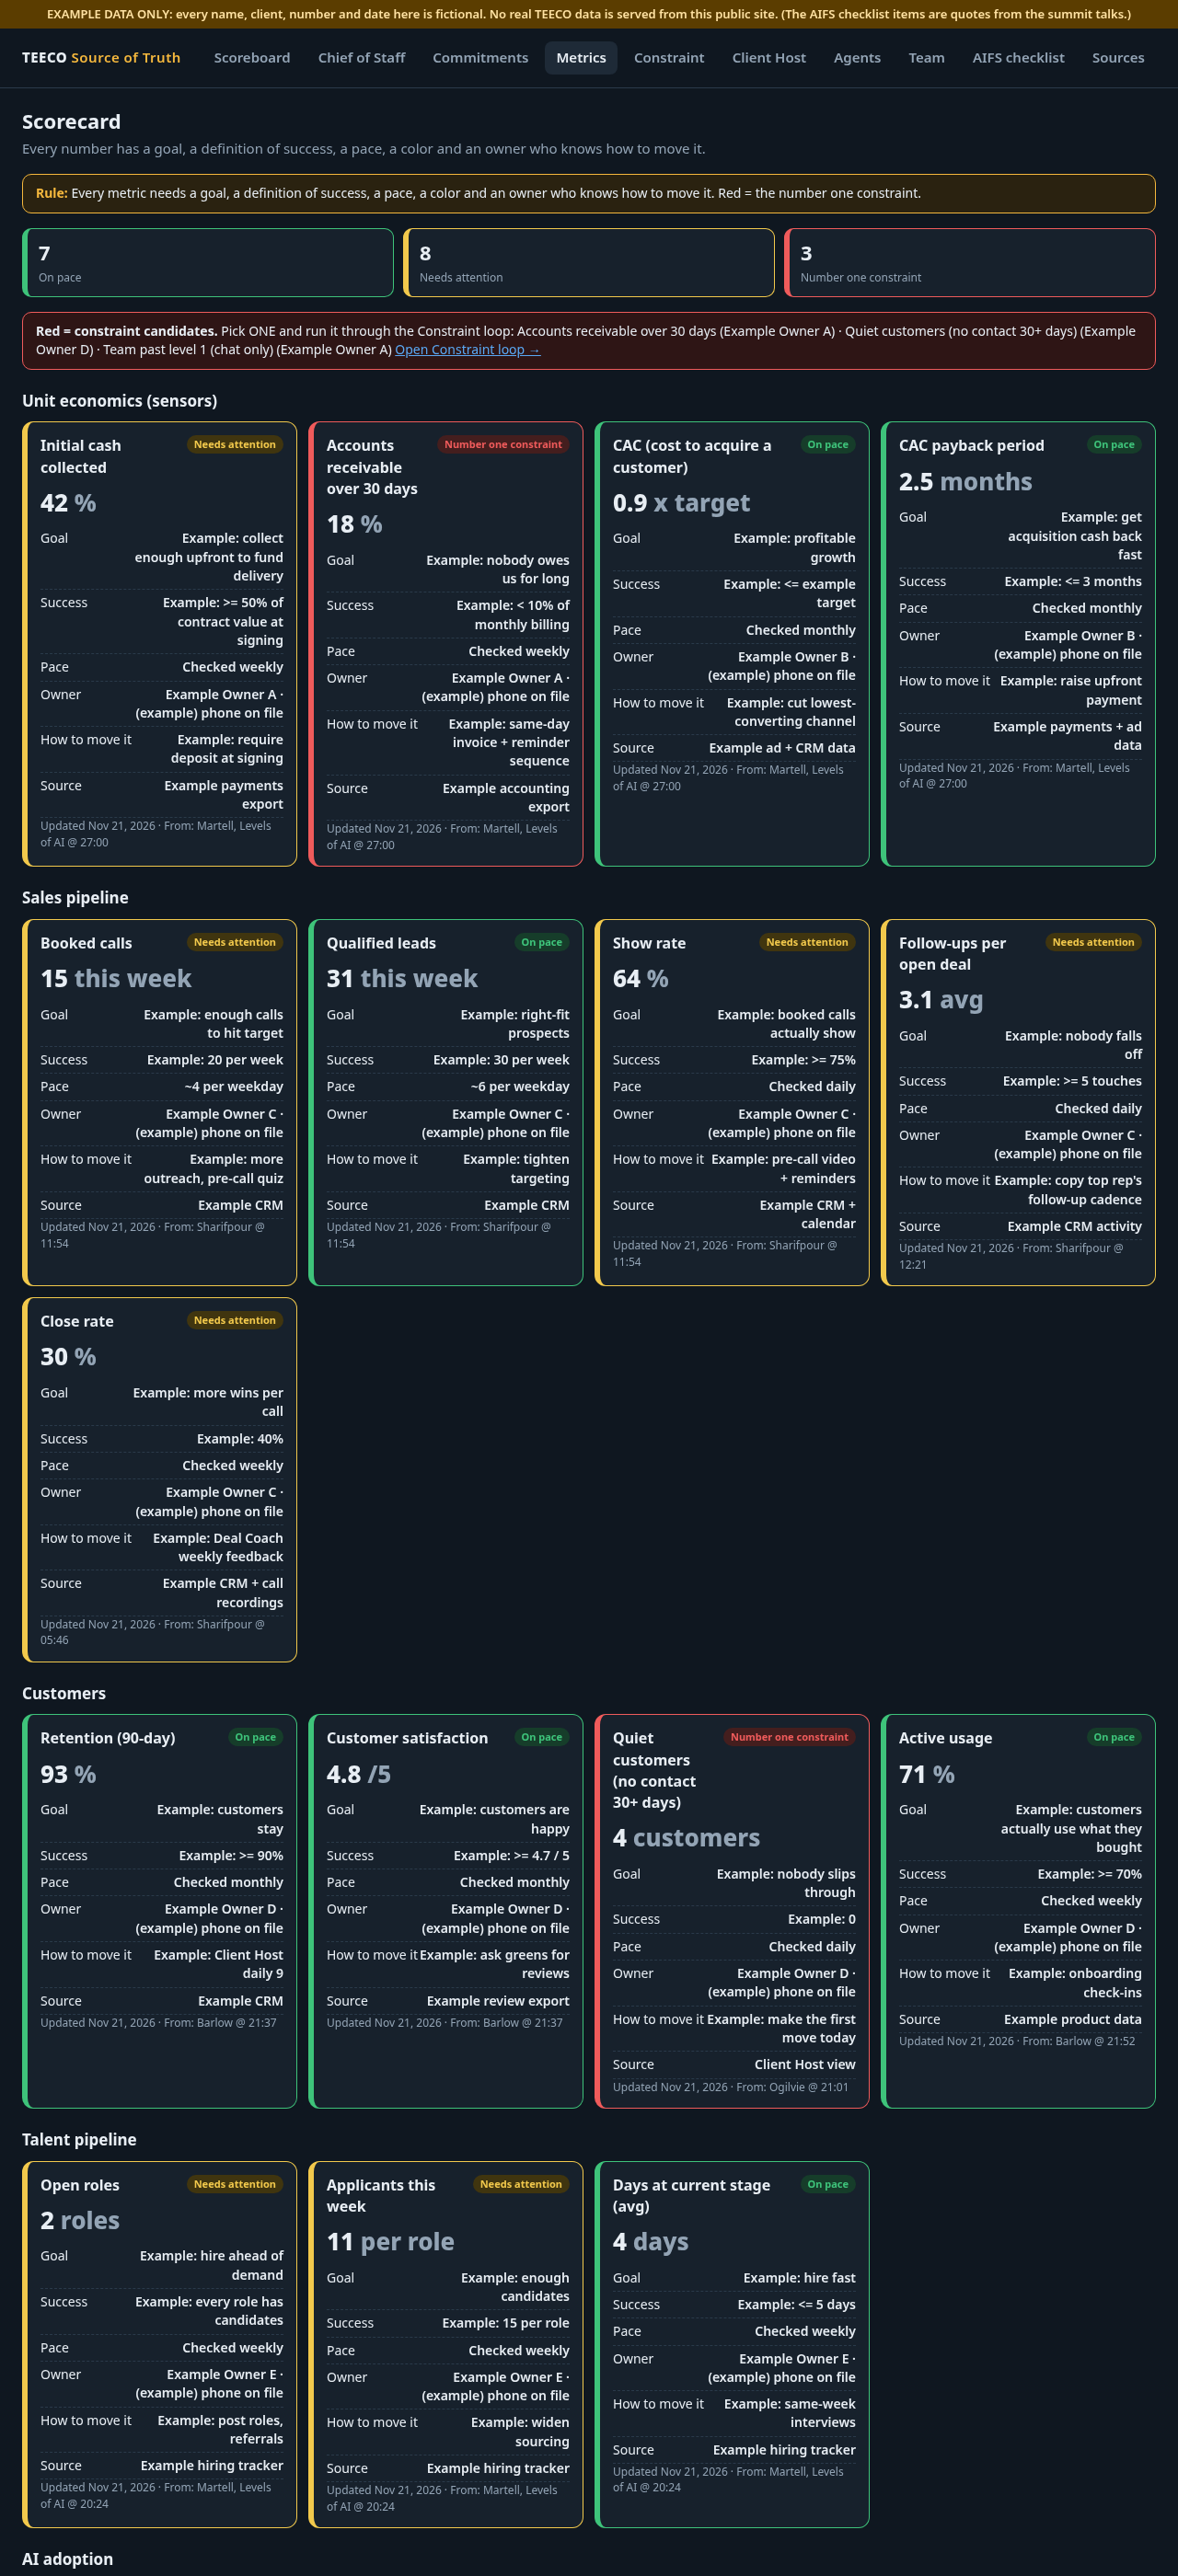 EXAMPLE DATA ONLY: every name, client, number and date here is fictional. No real TEECO data is served from this public site. (The AIFS checklist items are quotes from the summit talks.)
TEECO Source of Truth
Scoreboard
Chief of Staff
Commitments
Metrics
Constraint
Client Host
Agents
Team
AIFS checklist
Sources
Scorecard
Every number has a goal, a definition of success, a pace, a color and an owner who knows how to move it.
Rule: Every metric needs a goal, a definition of success, a pace, a color and an owner who knows how to move it. Red = the number one constraint.
7
On pace
8
Needs attention
3
Number one constraint
Red = constraint candidates. Pick ONE and run it through the Constraint loop: Accounts receivable over 30 days (Example Owner A) · Quiet customers (no contact 30+ days) (Example
Owner D) · Team past level 1 (chat only) (Example Owner A) Open Constraint loop →
Unit economics (sensors)
Initial cash
collected
Needs attention
42 %
Goal
Example: collect
enough upfront to fund
delivery
Success
Example: >= 50% of
contract value at
signing
Pace
Checked weekly
Owner
Example Owner A ·
(example) phone on file
How to move it
Example: require
deposit at signing
Source
Example payments
export
Updated Nov 21, 2026 · From: Martell, Levels
of AI @ 27:00
Accounts
receivable
over 30 days
Number one constraint
18 %
Goal
Example: nobody owes
us for long
Success
Example: < 10% of
monthly billing
Pace
Checked weekly
Owner
Example Owner A ·
(example) phone on file
How to move it
Example: same-day
invoice + reminder
sequence
Source
Example accounting
export
Updated Nov 21, 2026 · From: Martell, Levels
of AI @ 27:00
CAC (cost to acquire a
customer)
On pace
0.9 x target
Goal
Example: profitable
growth
Success
Example: <= example
target
Pace
Checked monthly
Owner
Example Owner B ·
(example) phone on file
How to move it
Example: cut lowest-
converting channel
Source
Example ad + CRM data
Updated Nov 21, 2026 · From: Martell, Levels
of AI @ 27:00
CAC payback period
On pace
2.5 months
Goal
Example: get
acquisition cash back
fast
Success
Example: <= 3 months
Pace
Checked monthly
Owner
Example Owner B ·
(example) phone on file
How to move it
Example: raise upfront
payment
Source
Example payments + ad
data
Updated Nov 21, 2026 · From: Martell, Levels
of AI @ 27:00
Sales pipeline
Booked calls
Needs attention
15 this week
Goal
Example: enough calls
to hit target
Success
Example: 20 per week
Pace
~4 per weekday
Owner
Example Owner C ·
(example) phone on file
How to move it
Example: more
outreach, pre-call quiz
Source
Example CRM
Updated Nov 21, 2026 · From: Sharifpour @
11:54
Qualified leads
On pace
31 this week
Goal
Example: right-fit
prospects
Success
Example: 30 per week
Pace
~6 per weekday
Owner
Example Owner C ·
(example) phone on file
How to move it
Example: tighten
targeting
Source
Example CRM
Updated Nov 21, 2026 · From: Sharifpour @
11:54
Show rate
Needs attention
64 %
Goal
Example: booked calls
actually show
Success
Example: >= 75%
Pace
Checked daily
Owner
Example Owner C ·
(example) phone on file
How to move it
Example: pre-call video
+ reminders
Source
Example CRM +
calendar
Updated Nov 21, 2026 · From: Sharifpour @
11:54
Follow-ups per
open deal
Needs attention
3.1 avg
Goal
Example: nobody falls
off
Success
Example: >= 5 touches
Pace
Checked daily
Owner
Example Owner C ·
(example) phone on file
How to move it
Example: copy top rep's
follow-up cadence
Source
Example CRM activity
Updated Nov 21, 2026 · From: Sharifpour @
12:21
Close rate
Needs attention
30 %
Goal
Example: more wins per
call
Success
Example: 40%
Pace
Checked weekly
Owner
Example Owner C ·
(example) phone on file
How to move it
Example: Deal Coach
weekly feedback
Source
Example CRM + call
recordings
Updated Nov 21, 2026 · From: Sharifpour @
05:46
Customers
Retention (90-day)
On pace
93 %
Goal
Example: customers
stay
Success
Example: >= 90%
Pace
Checked monthly
Owner
Example Owner D ·
(example) phone on file
How to move it
Example: Client Host
daily 9
Source
Example CRM
Updated Nov 21, 2026 · From: Barlow @ 21:37
Customer satisfaction
On pace
4.8 /5
Goal
Example: customers are
happy
Success
Example: >= 4.7 / 5
Pace
Checked monthly
Owner
Example Owner D ·
(example) phone on file
How to move it
Example: ask greens for
reviews
Source
Example review export
Updated Nov 21, 2026 · From: Barlow @ 21:37
Quiet
customers
(no contact
30+ days)
Number one constraint
4 customers
Goal
Example: nobody slips
through
Success
Example: 0
Pace
Checked daily
Owner
Example Owner D ·
(example) phone on file
How to move it
Example: make the first
move today
Source
Client Host view
Updated Nov 21, 2026 · From: Ogilvie @ 21:01
Active usage
On pace
71 %
Goal
Example: customers
actually use what they
bought
Success
Example: >= 70%
Pace
Checked weekly
Owner
Example Owner D ·
(example) phone on file
How to move it
Example: onboarding
check-ins
Source
Example product data
Updated Nov 21, 2026 · From: Barlow @ 21:52
Talent pipeline
Open roles
Needs attention
2 roles
Goal
Example: hire ahead of
demand
Success
Example: every role has
candidates
Pace
Checked weekly
Owner
Example Owner E ·
(example) phone on file
How to move it
Example: post roles,
referrals
Source
Example hiring tracker
Updated Nov 21, 2026 · From: Martell, Levels
of AI @ 20:24
Applicants this
week
Needs attention
11 per role
Goal
Example: enough
candidates
Success
Example: 15 per role
Pace
Checked weekly
Owner
Example Owner E ·
(example) phone on file
How to move it
Example: widen
sourcing
Source
Example hiring tracker
Updated Nov 21, 2026 · From: Martell, Levels
of AI @ 20:24
Days at current stage
(avg)
On pace
4 days
Goal
Example: hire fast
Success
Example: <= 5 days
Pace
Checked weekly
Owner
Example Owner E ·
(example) phone on file
How to move it
Example: same-week
interviews
Source
Example hiring tracker
Updated Nov 21, 2026 · From: Martell, Levels
of AI @ 20:24
AI adoption